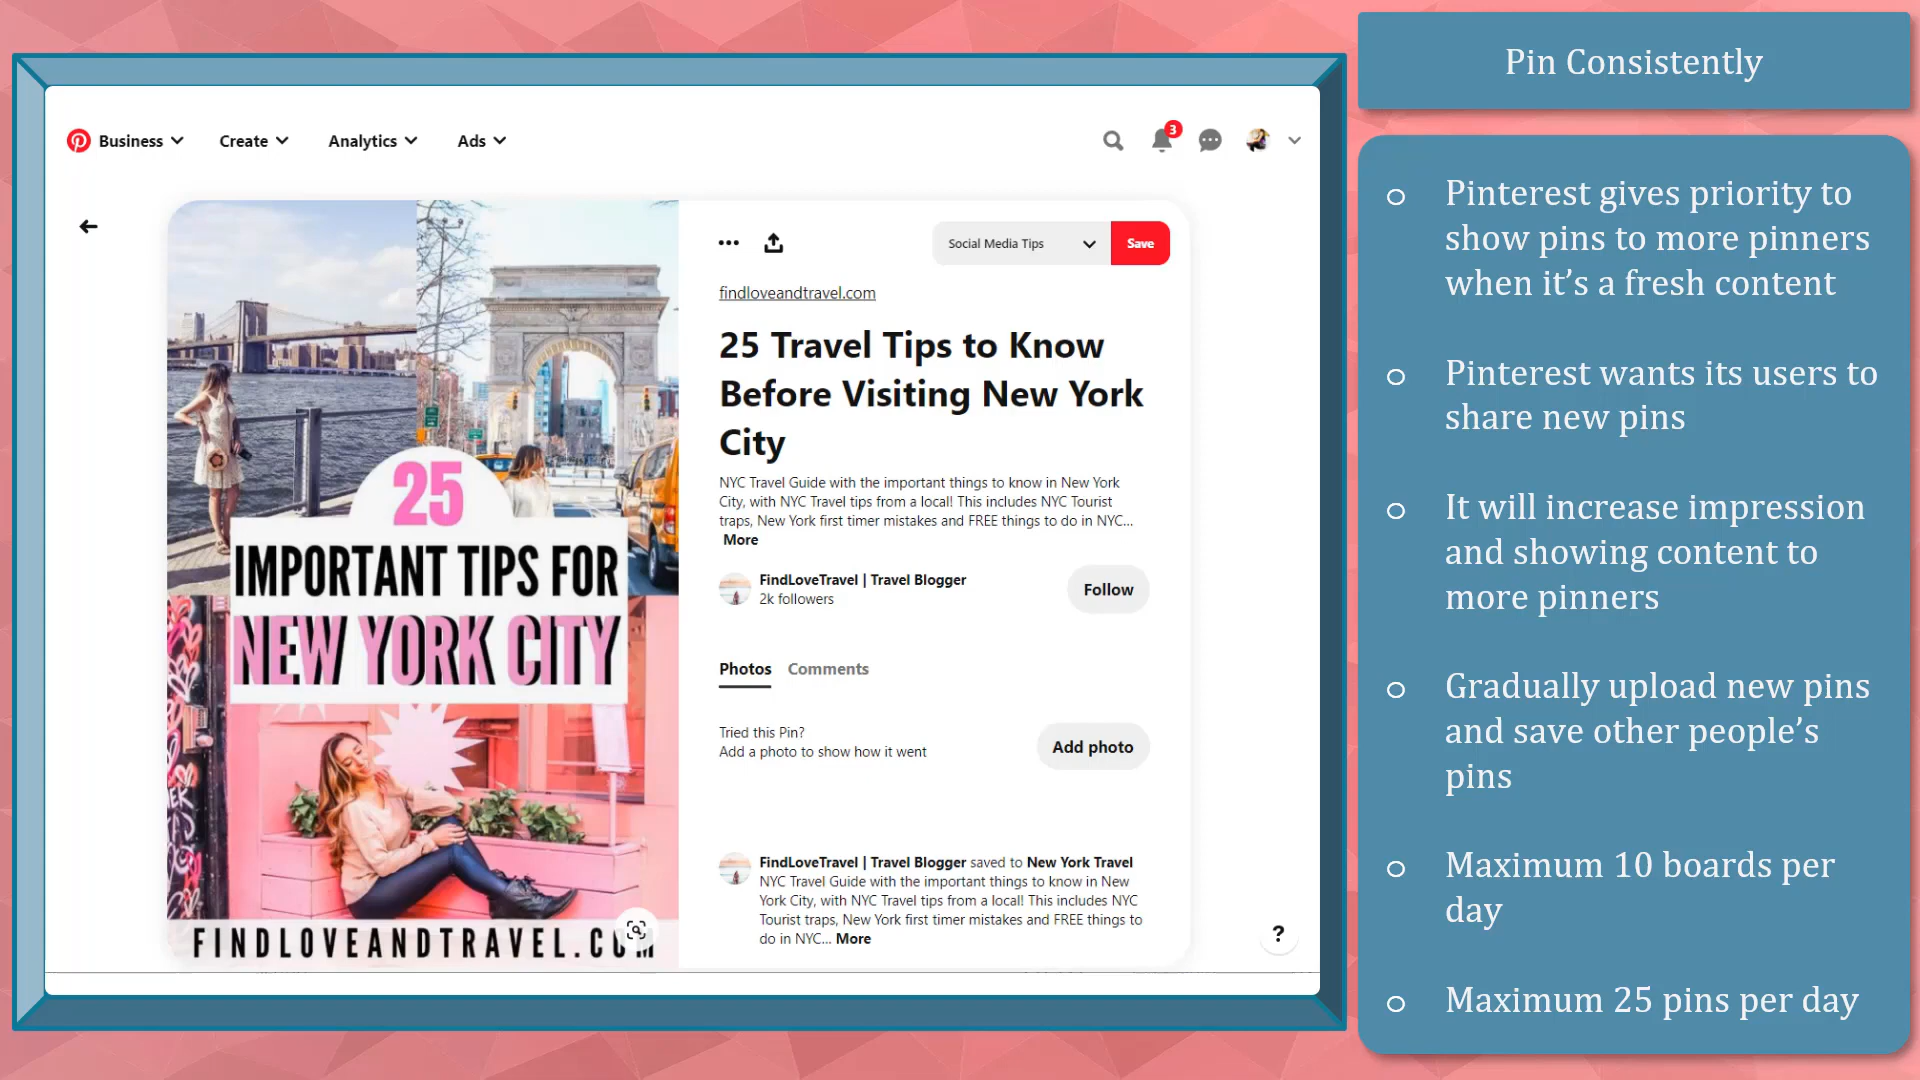 Pin Consistently
Business
Create
Analytics
Ads
3
Social Media Tips
Save
findloveandtravel.com
25 Travel Tips to Know
Before Visiting New York
City
NYC Travel Guide with the important things to know in New York
City, with NYC Travel tips from a local! This includes NYC Tourist
traps, New York first timer mistakes and FREE things to do in NYC...
More
FindLoveTravel | Travel Blogger
2k followers
Follow
Photos Comments
Tried this Pin?
Add a photo to show how it went
Add photo
FindLoveTravel | Travel Blogger saved to New York Travel
NYC Travel Guide with the important things to know in New
York City, with NYC Travel tips from a local! This includes NYC
Tourist traps, New York first timer mistakes and FREE things to
do in NYC... More
?
25
IMPORTANT TIPS FOR
NEW YORK CITY
FINDLOVEANDTRAVEL.COM
Pinterest gives priority to
show pins to more pinners
when it’s a fresh content
Pinterest wants its users to
share new pins
It will increase impression
and showing content to
more pinners
Gradually upload new pins
and save other people’s
pins
Maximum 10 boards per
day
Maximum 25 pins per day